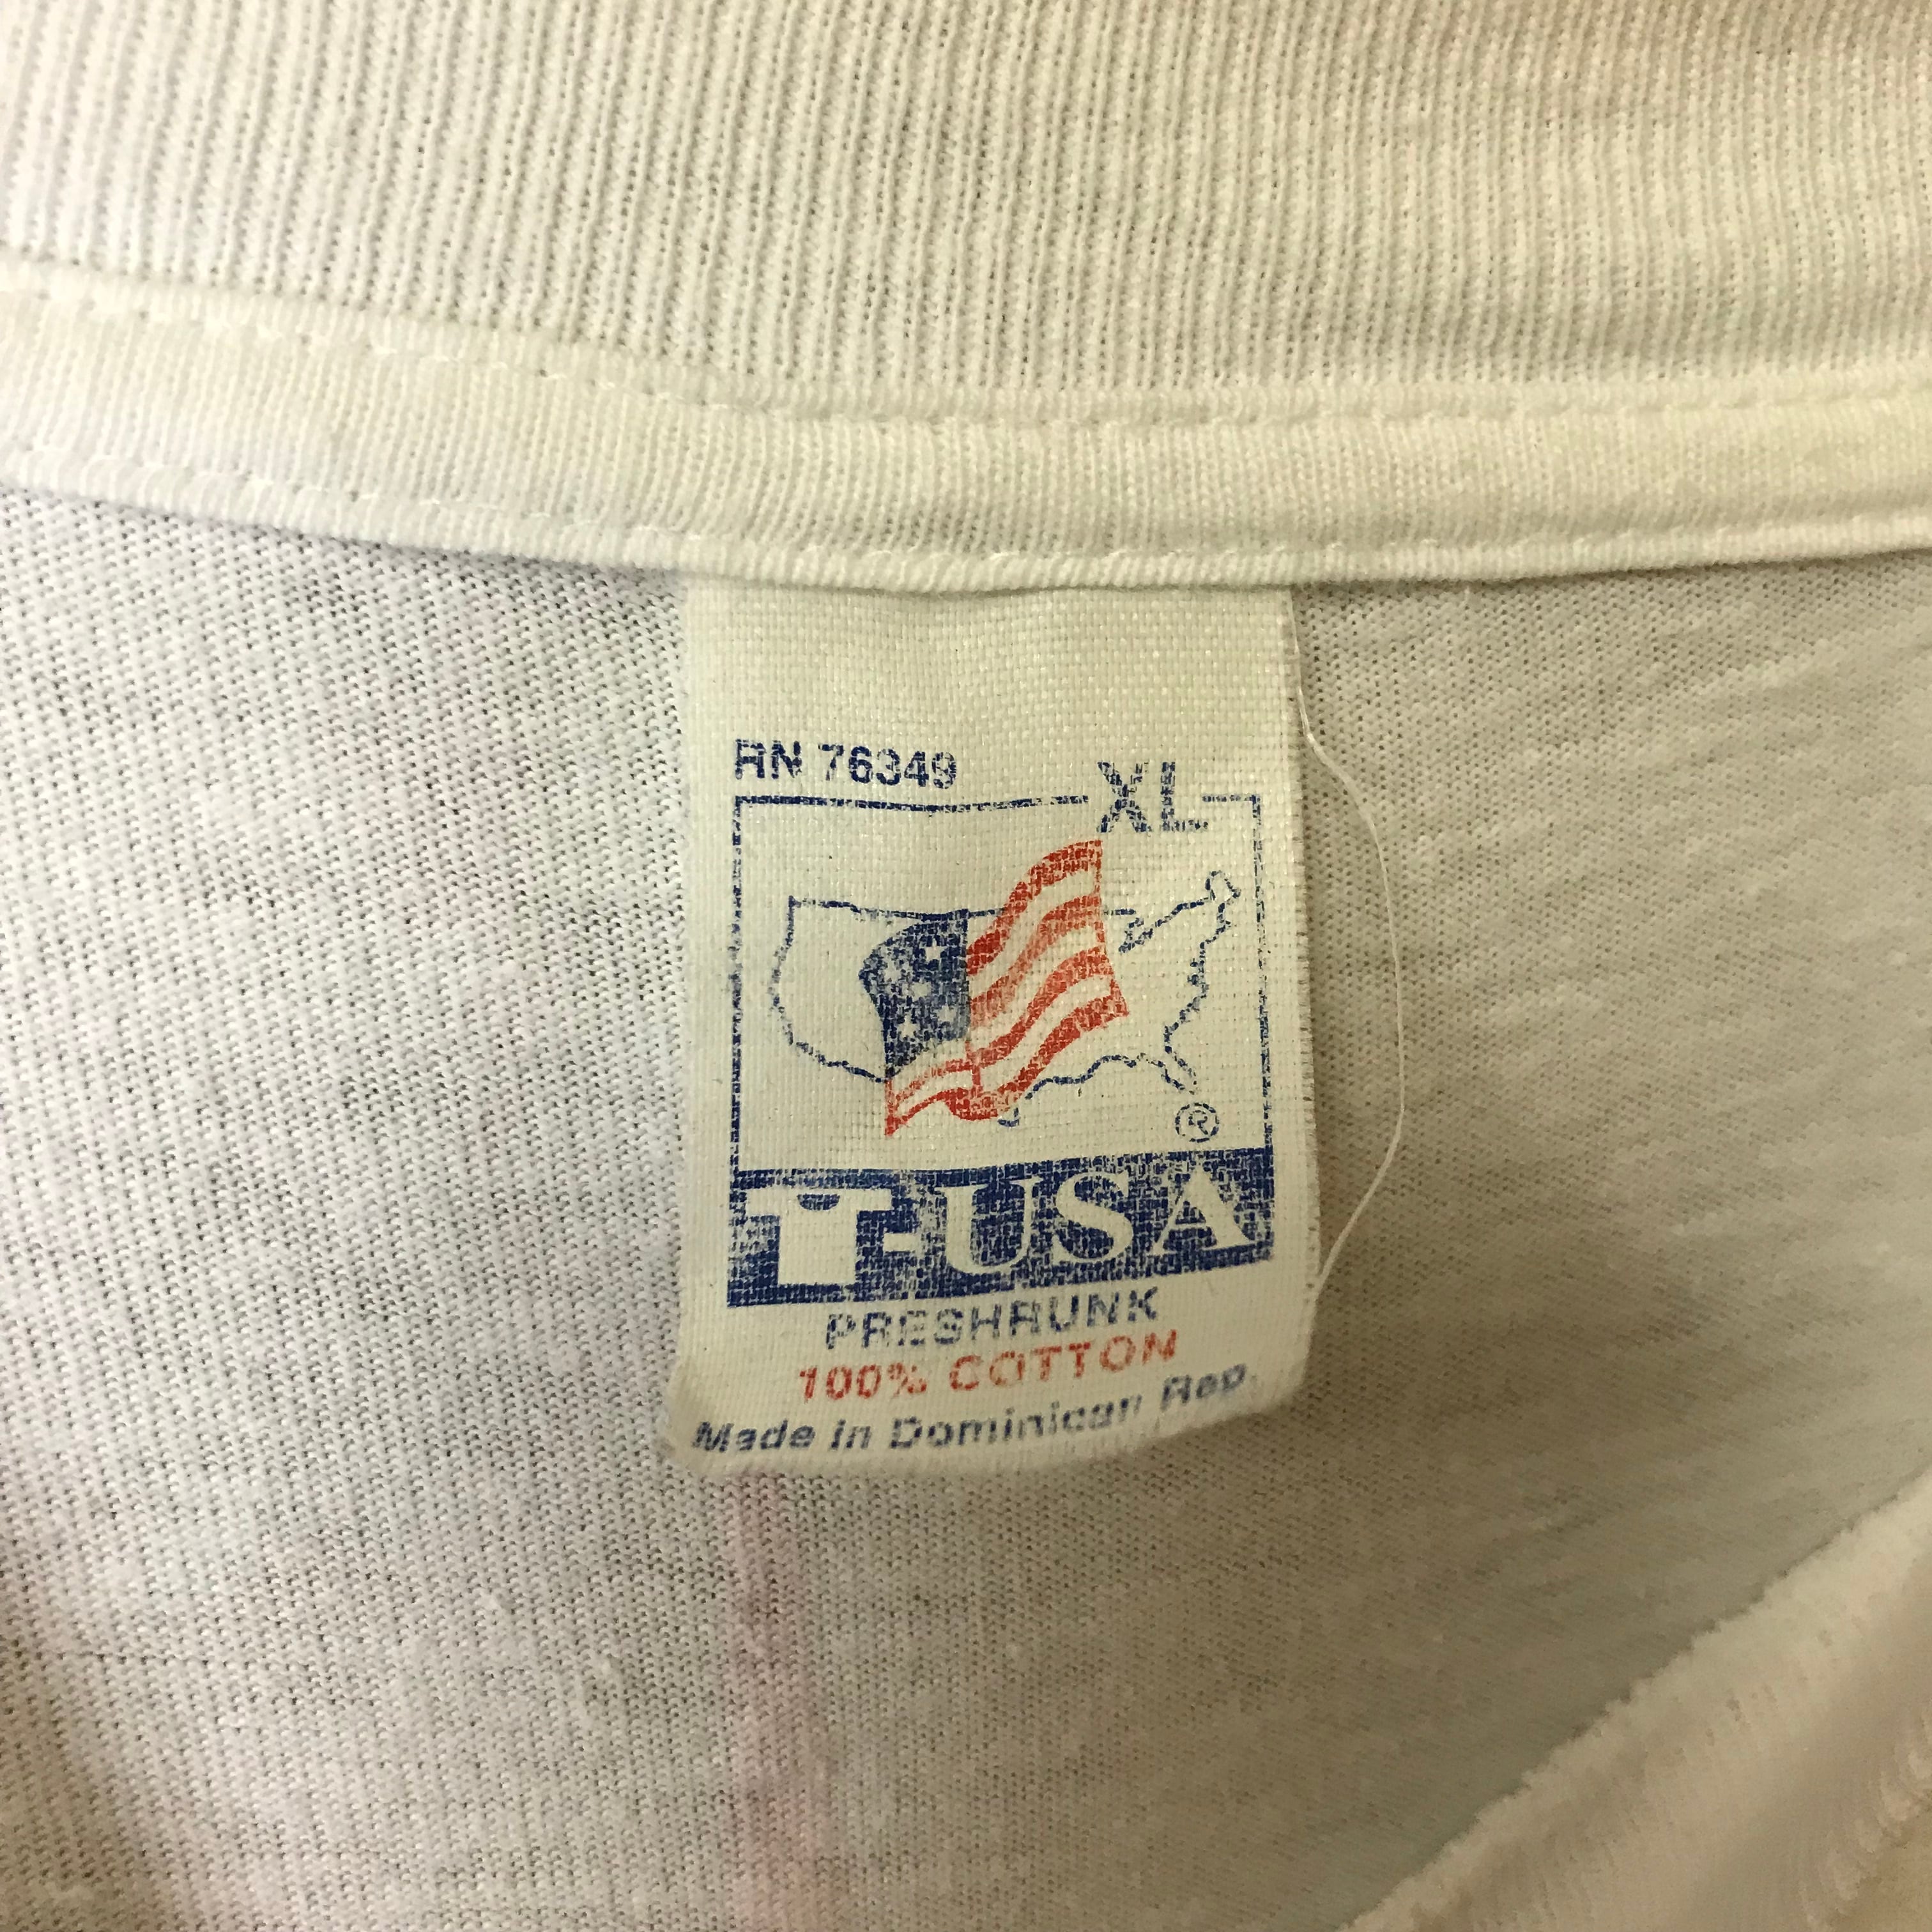 RN 76349
XL
®
T-USA
PRESHRUNK
100% COTTON
Made in Dominican Rep.